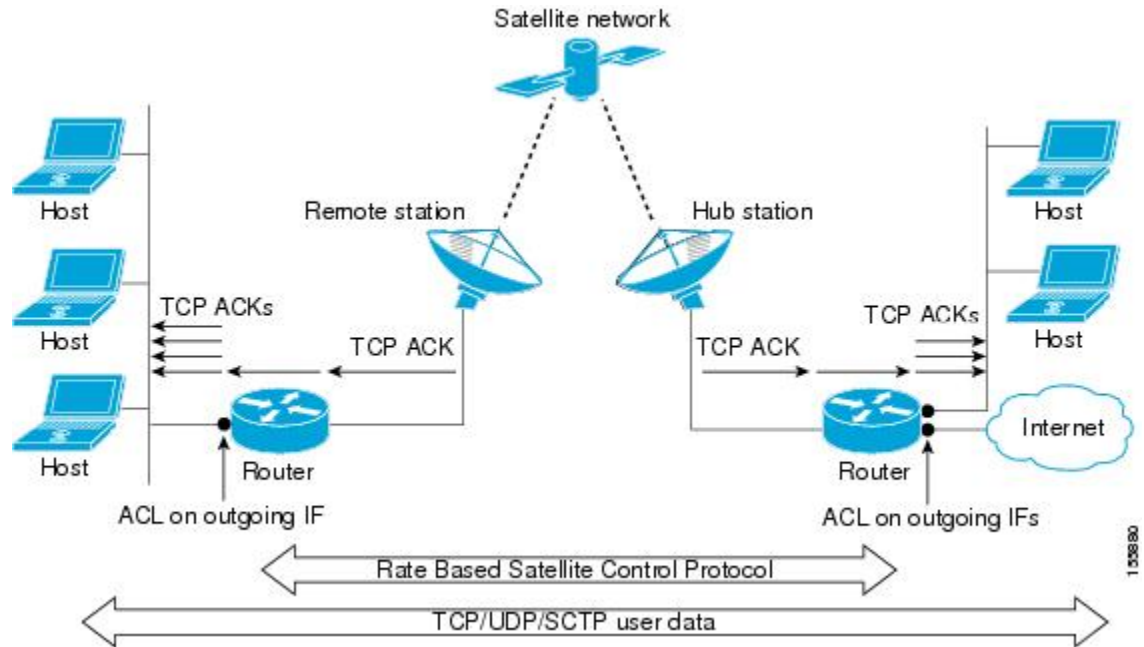 Satellite network
Host
Remote station
Hub station
Host
TCP ACKs
TCP ACKs
Host
TCP ACK
TCP ACK
Host
Internet
Host
Router
Router
ACL on outgoing IF
ACL on outgoing IFs
Rate Based Satellite Control Protocol
TCP/UDP/SCTP user data
155880